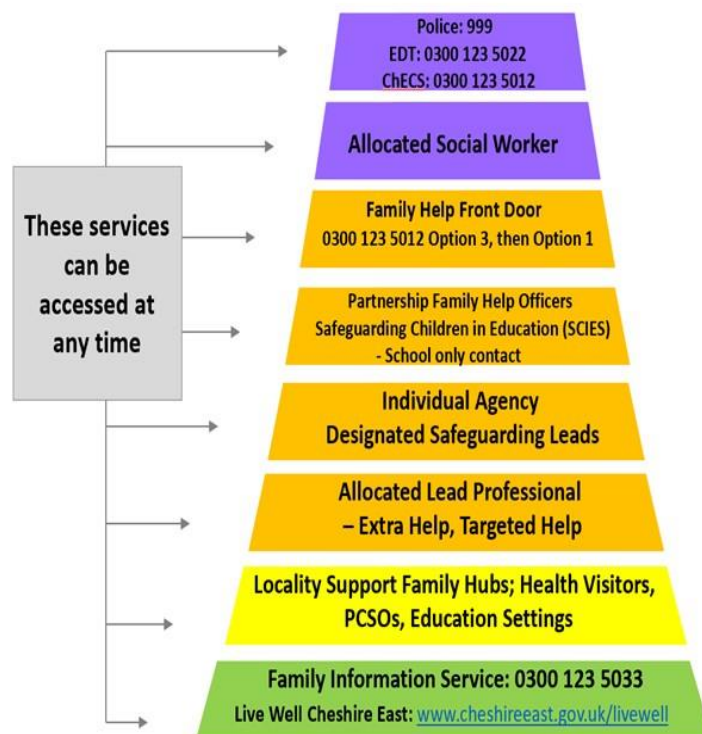 Police: 999
EDT: 0300 123 5022
ChECS: 0300 123 5012
Allocated Social Worker
These services
can be
accessed at
any time
Family Help Front Door
0300 123 5012 Option 3, then Option 1
Partnership Family Help Officers
Safeguarding Children in Education (SCIES)
- School only contact
Individual Agency
Designated Safeguarding Leads
Allocated Lead Professional
– Extra Help, Targeted Help
Locality Support Family Hubs; Health Visitors,
PCSOs, Education Settings
Family Information Service: 0300 123 5033
Live Well Cheshire East: www.cheshireeast.gov.uk/livewell